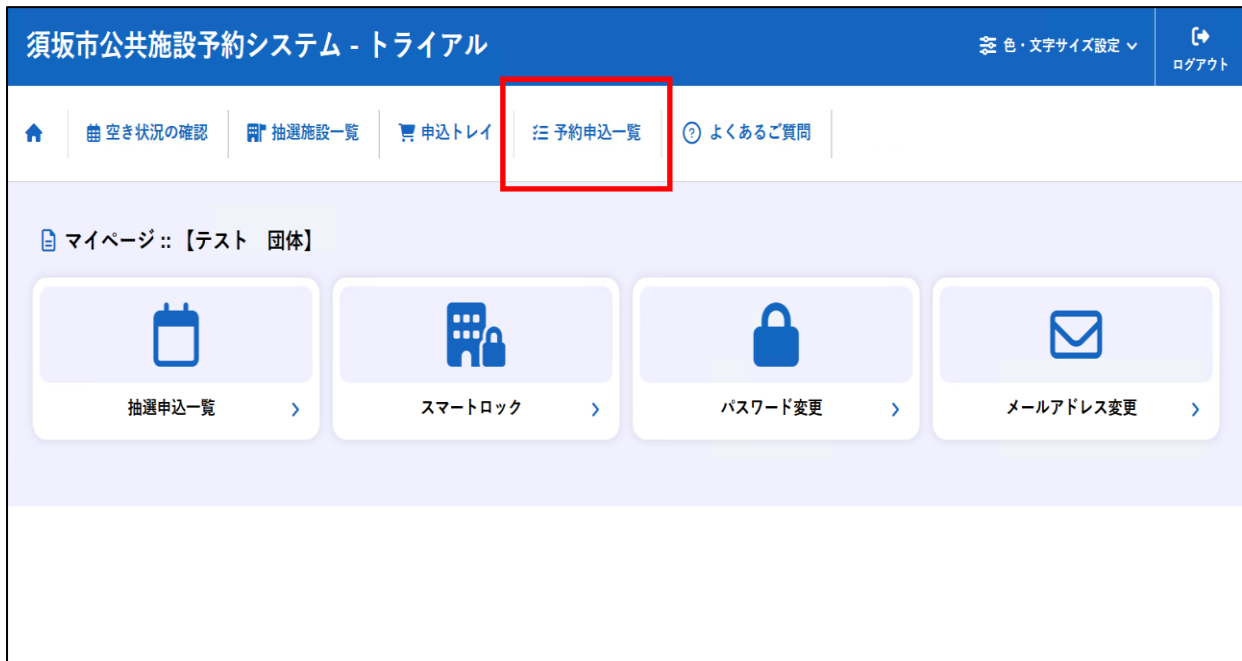 須坂市公共施設予約システム - トライアル
色・文字サイズ設定
ログアウト
空き状況の確認
抽選施設一覧
申込トレイ
予約申込一覧
? よくあるご質問
マイページ :: 【テスト　団体】
抽選申込一覧
スマートロック
パスワード変更
メールアドレス変更